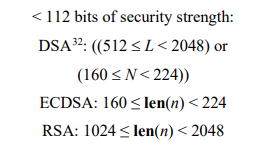 < 112 bits of security strength:
DSA³²: ((512 ≤ L < 2048) or
(160 ≤ N < 224))
ECDSA: 160 ≤ len(n) < 224
RSA: 1024 ≤ len(n) < 2048